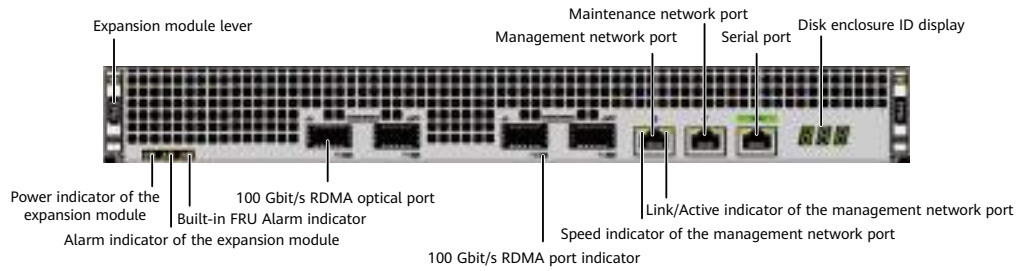 Maintenance network port
Expansion module lever
Disk enclosure ID display
Management network port
Serial port
Power indicator of the
expansion module
100 Gbit/s RDMA optical port
Built-in FRU Alarm indicator
Link/Active indicator of the management network port
Alarm indicator of the expansion module
Speed indicator of the management network port
100 Gbit/s RDMA port indicator